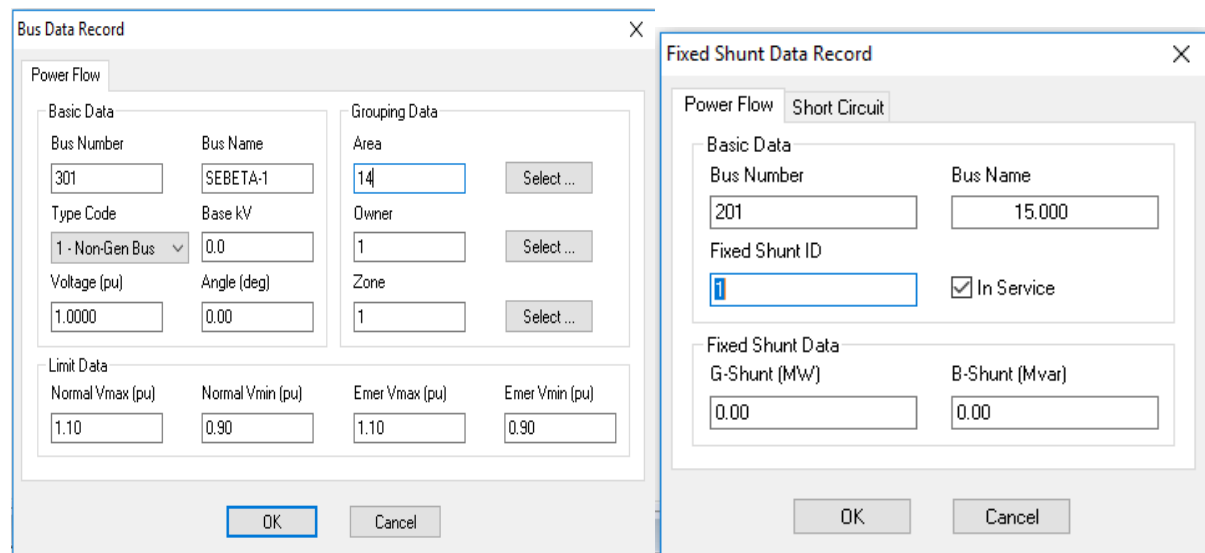 Bus Data Record
Power Flow
Basic Data
Bus Number Bus Name
301 SEBETA-1
Type Code Base kV
1 - Non-Gen Bus 0.0
Voltage (pu) Angle (deg)
1.0000 0.00
Grouping Data
Area
14 Select ...
Owner
1 Select ...
Zone
1 Select ...
Limit Data
Normal Vmax (pu) Normal Vmin (pu) Emer Vmax (pu) Emer Vmin (pu)
1.10 0.90 1.10 0.90
OK Cancel
Fixed Shunt Data Record
Power Flow Short Circuit
Basic Data
Bus Number Bus Name
201 15.000
Fixed Shunt ID
1 In Service
Fixed Shunt Data
G-Shunt (MW) B-Shunt (Mvar)
0.00 0.00
OK Cancel